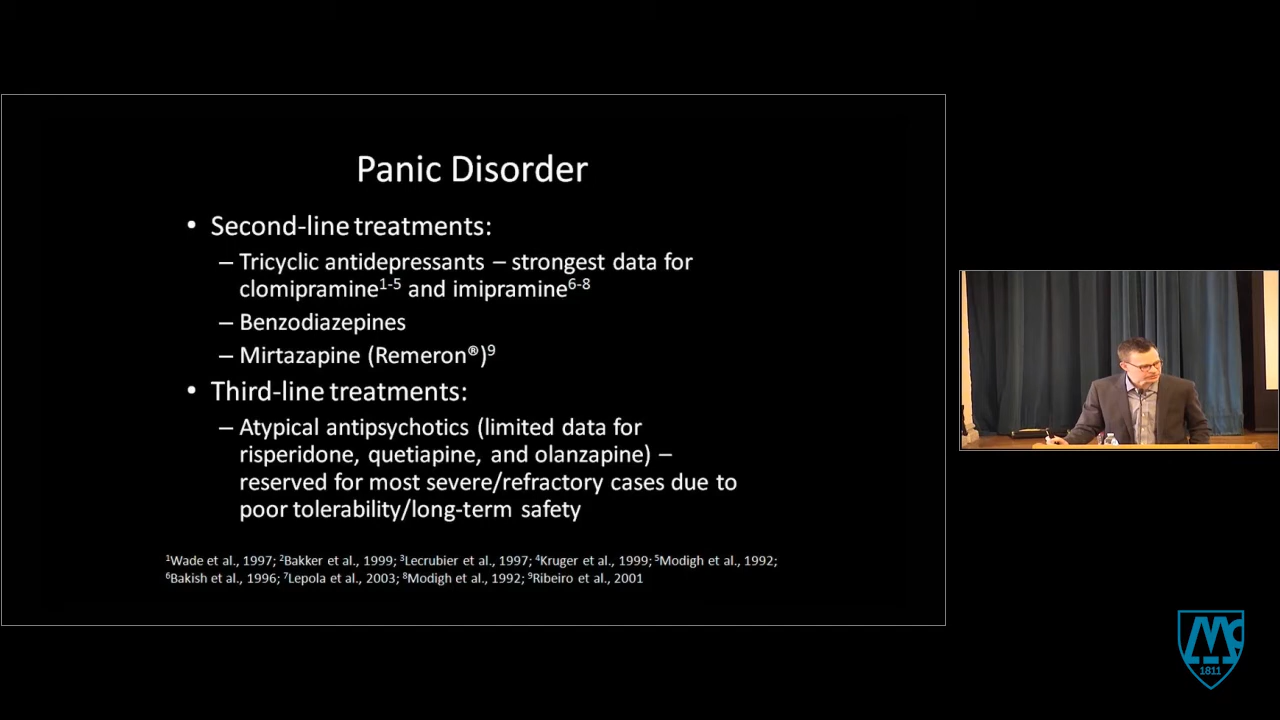 Panic Disorder
• Second-line treatments:
– Tricyclic antidepressants – strongest data for
clomipramine¹⁻⁵ and imipramine⁶⁻⁸
– Benzodiazepines
– Mirtazapine (Remeron®)⁹
• Third-line treatments:
– Atypical antipsychotics (limited data for
risperidone, quetiapine, and olanzapine) –
reserved for most severe/refractory cases due to
poor tolerability/long-term safety
¹Wade et al., 1997; ²Bakker et al., 1999; ³Lecrubier et al., 1997; ⁴Kruger et al., 1999; ⁵Modigh et al., 1992;
⁶Bakish et al., 1996; ⁷Lepola et al., 2003; ⁸Modigh et al., 1992; ⁹Ribeiro et al., 2001
Mc
1811